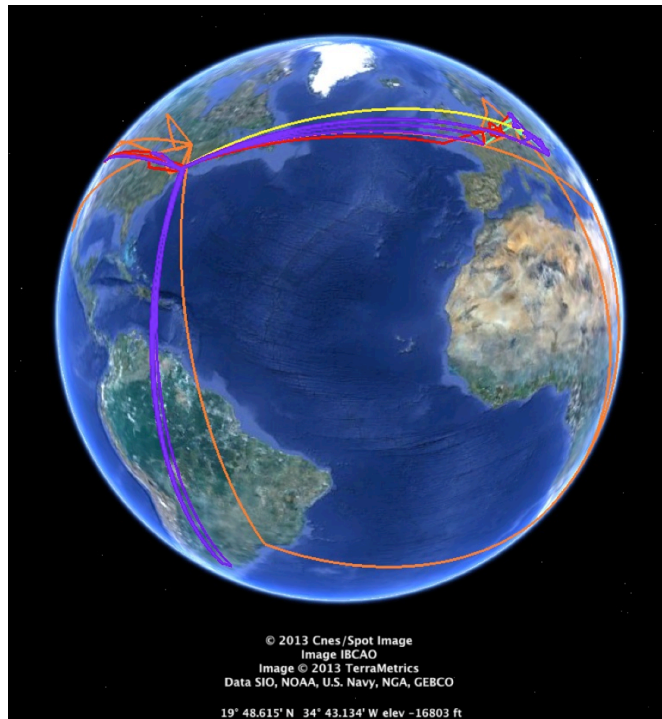 © 2013 Cnes/Spot Image
Image IBCAO
Image © 2013 TerraMetrics
Data SIO, NOAA, U.S. Navy, NGA, GEBCO
19° 48.615' N 34° 43.134' W elev -16803 ft